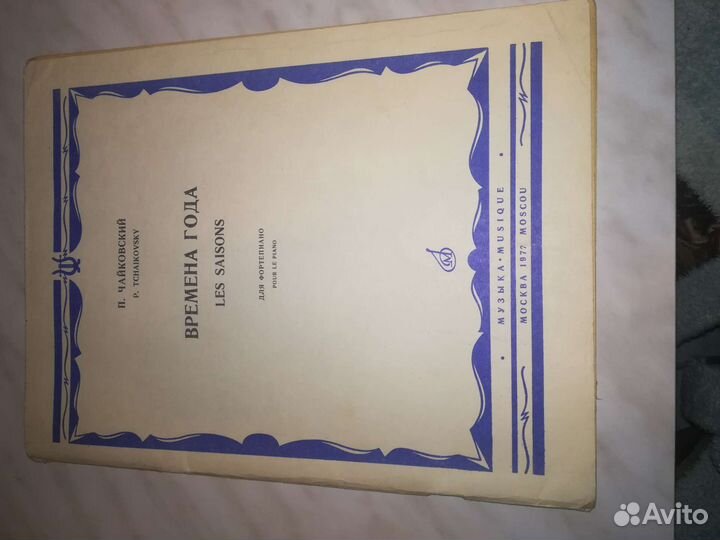 П. ЧАЙКОВСКИЙ
P. TCHAIKOVSKY
ВРЕМЕНА ГОДА
LES SAISONS
ДЛЯ ФОРТЕПИАНО
POUR LE PIANO
М
• МУЗЫКА • MUSIQUE •
МОСКВА 1972 MOSCOU
Avito